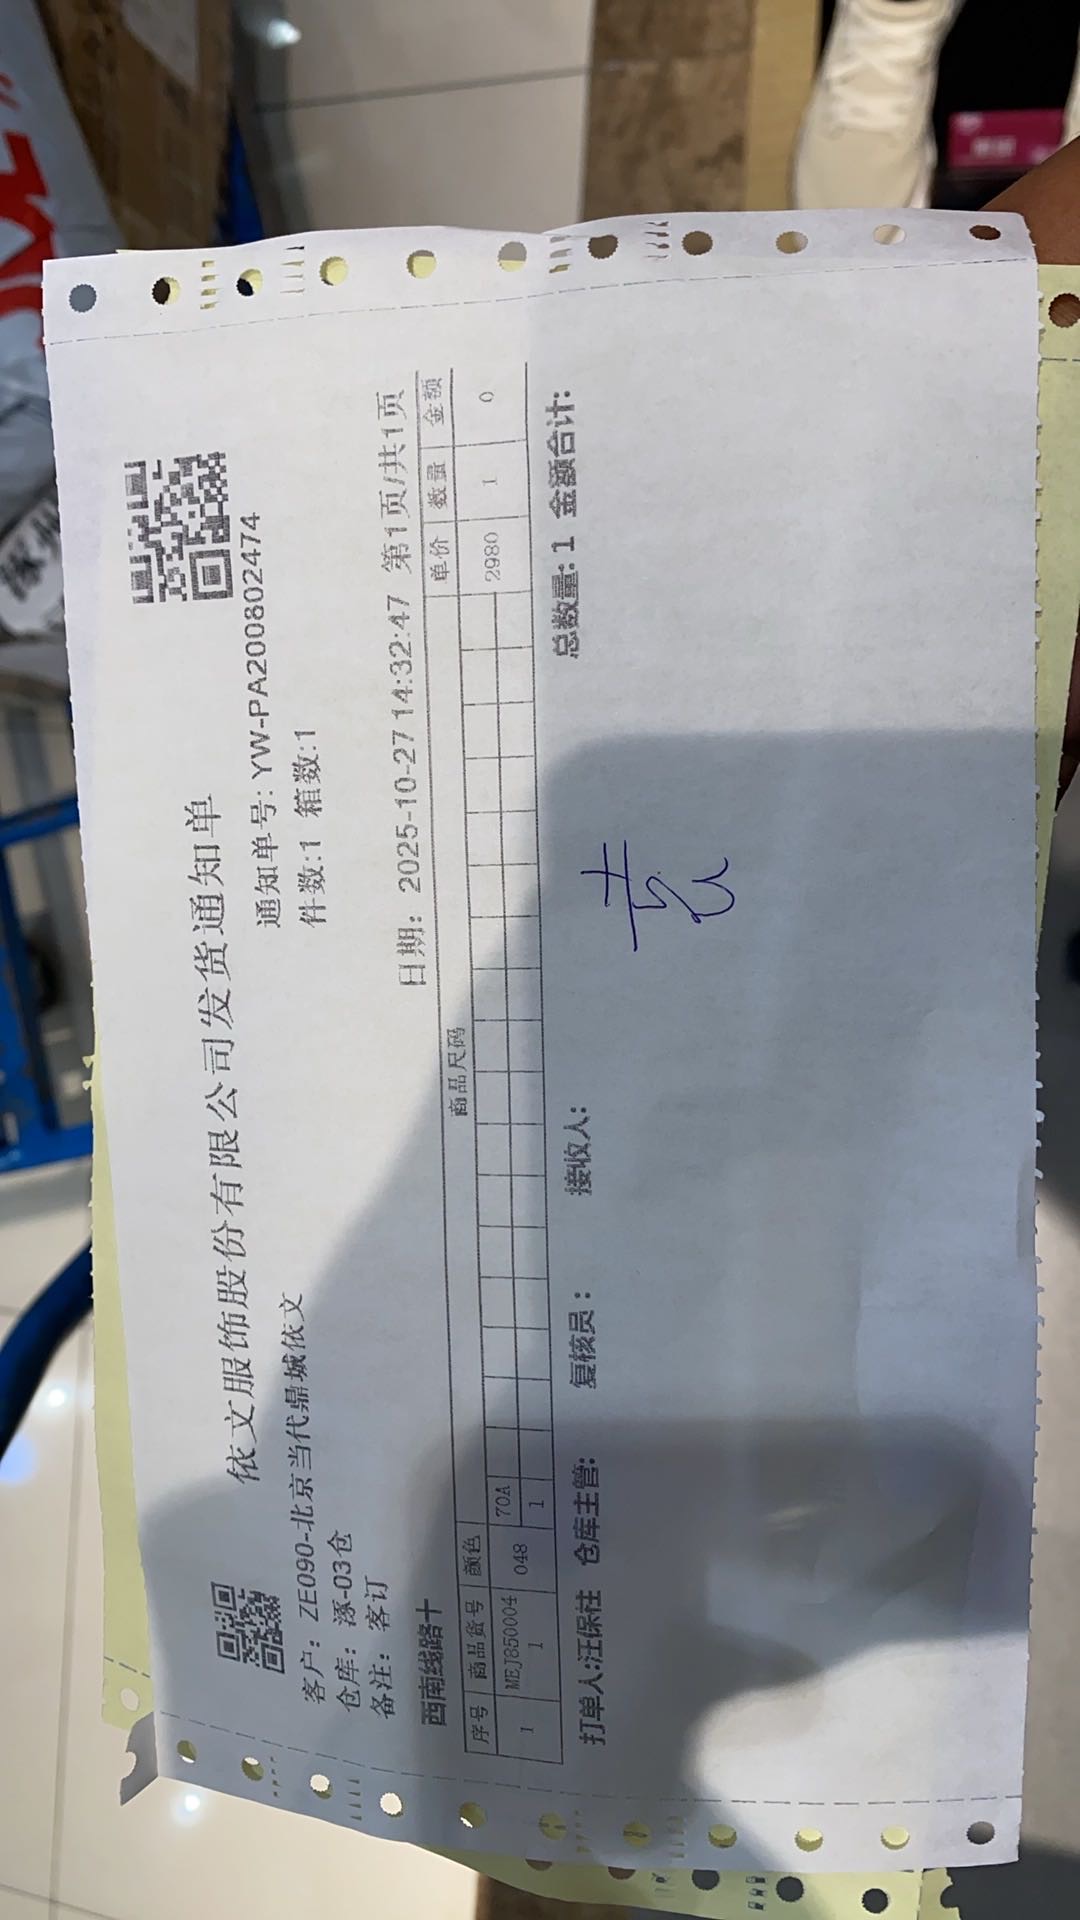 依文服饰股份有限公司发货通知单
客户：ZE090-北京当代鼎城依文
通知单号：YW-PA200802474
仓库：涿-03仓
件数:1 箱数:1
备注：客订
西南线路十
日期：2025-10-27 14:32:47 第1页/共1页
序号 商品货号 颜色 商品尺码 单价 数量 金额
1 MEJ8500041 048 70A 2980 1 0
1
总数量:1 金额合计:
打单人:汪保柱 仓库主管: 复核员： 接收人: